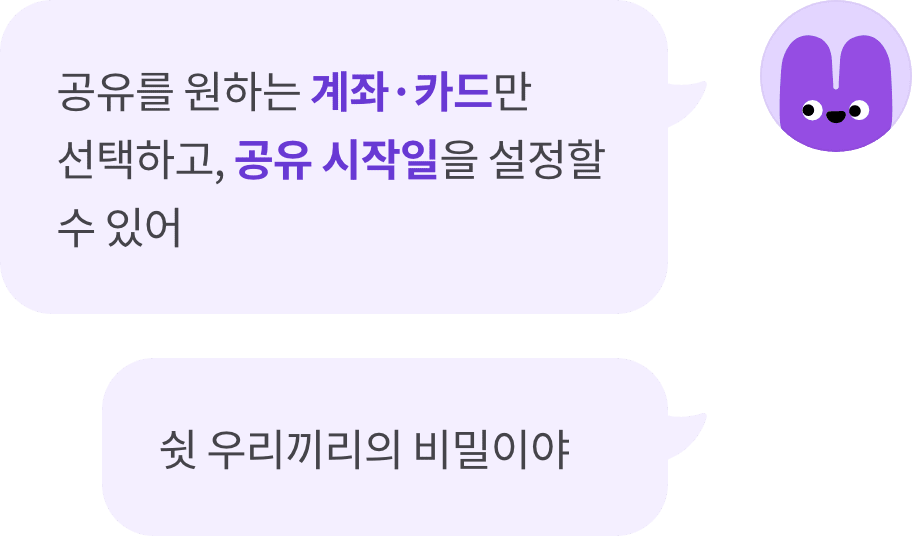 공유를 원하는 계좌·카드만
선택하고, 공유 시작일을 설정할
수 있어
쉿 우리끼리의 비밀이야